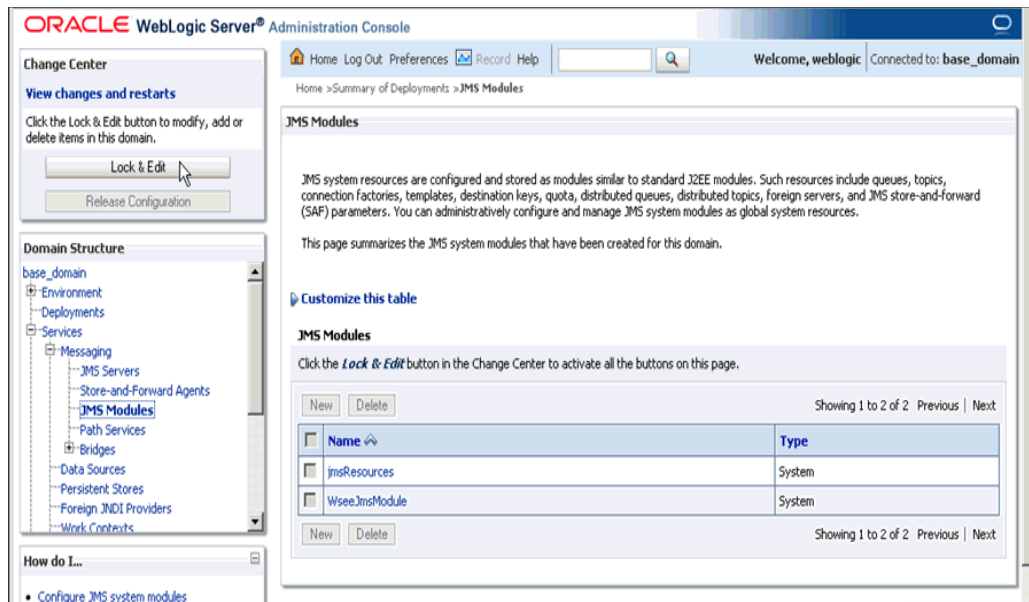 ORACLE WebLogic Server® Administration Console
Change Center
View changes and restarts
Click the Lock & Edit button to modify, add or
delete items in this domain.
Lock & Edit
Release Configuration
Domain Structure
base_domain
Environment
Deployments
Services
Messaging
JMS Servers
Store-and-Forward Agents
JMS Modules
Path Services
Bridges
Data Sources
Persistent Stores
Foreign JNDI Providers
Work Contexts
How do I...
Configure JMS system modules
Home Log Out Preferences Record Help
Welcome, weblogic Connected to: base_domain
Home >Summary of Deployments >JMS Modules
JMS Modules
JMS system resources are configured and stored as modules similar to standard J2EE modules. Such resources include queues, topics,
connection factories, templates, destination keys, quota, distributed queues, distributed topics, foreign servers, and JMS store-and-forward
(SAF) parameters. You can administratively configure and manage JMS system modules as global system resources.
This page summarizes the JMS system modules that have been created for this domain.
Customize this table
JMS Modules
Click the Lock & Edit button in the Change Center to activate all the buttons on this page.
New Delete Showing 1 to 2 of 2 Previous | Next
Name Type
jmsResources System
WseeJmsModule System
New Delete Showing 1 to 2 of 2 Previous | Next